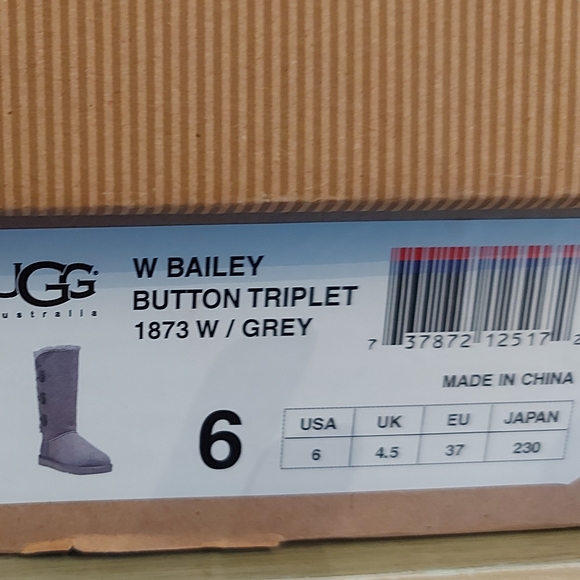 UGG
australia
W BAILEY
BUTTON TRIPLET
1873 W / GREY
7 37872 12517 2
MADE IN CHINA
6
USA UK EU JAPAN
6 4.5 37 230